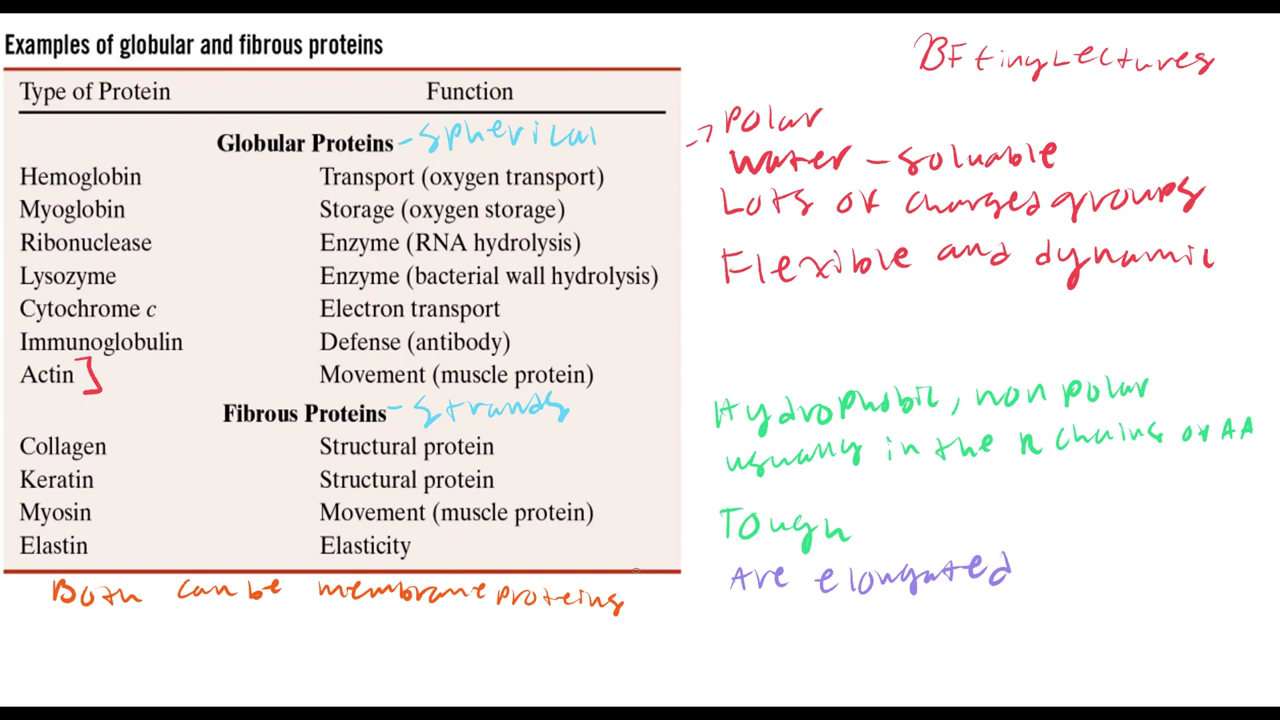 Examples of globular and fibrous proteins
BF tiny Lectures
Type of Protein Function
Globular Proteins - spherical
Hemoglobin Transport (oxygen transport)
Myoglobin Storage (oxygen storage)
Ribonuclease Enzyme (RNA hydrolysis)
Lysozyme Enzyme (bacterial wall hydrolysis)
Cytochrome c Electron transport
Immunoglobulin Defense (antibody)
Actin ] Movement (muscle protein)
Fibrous Proteins - strands
Collagen Structural protein
Keratin Structural protein
Myosin Movement (muscle protein)
Elastin Elasticity
Both can be membrane proteins
→ Polar
water - soluable
Lots of charges groups
Flexible and dynamic
Hydrophobic, non polar
usually in the R chains of AA
Tough
Are elongated